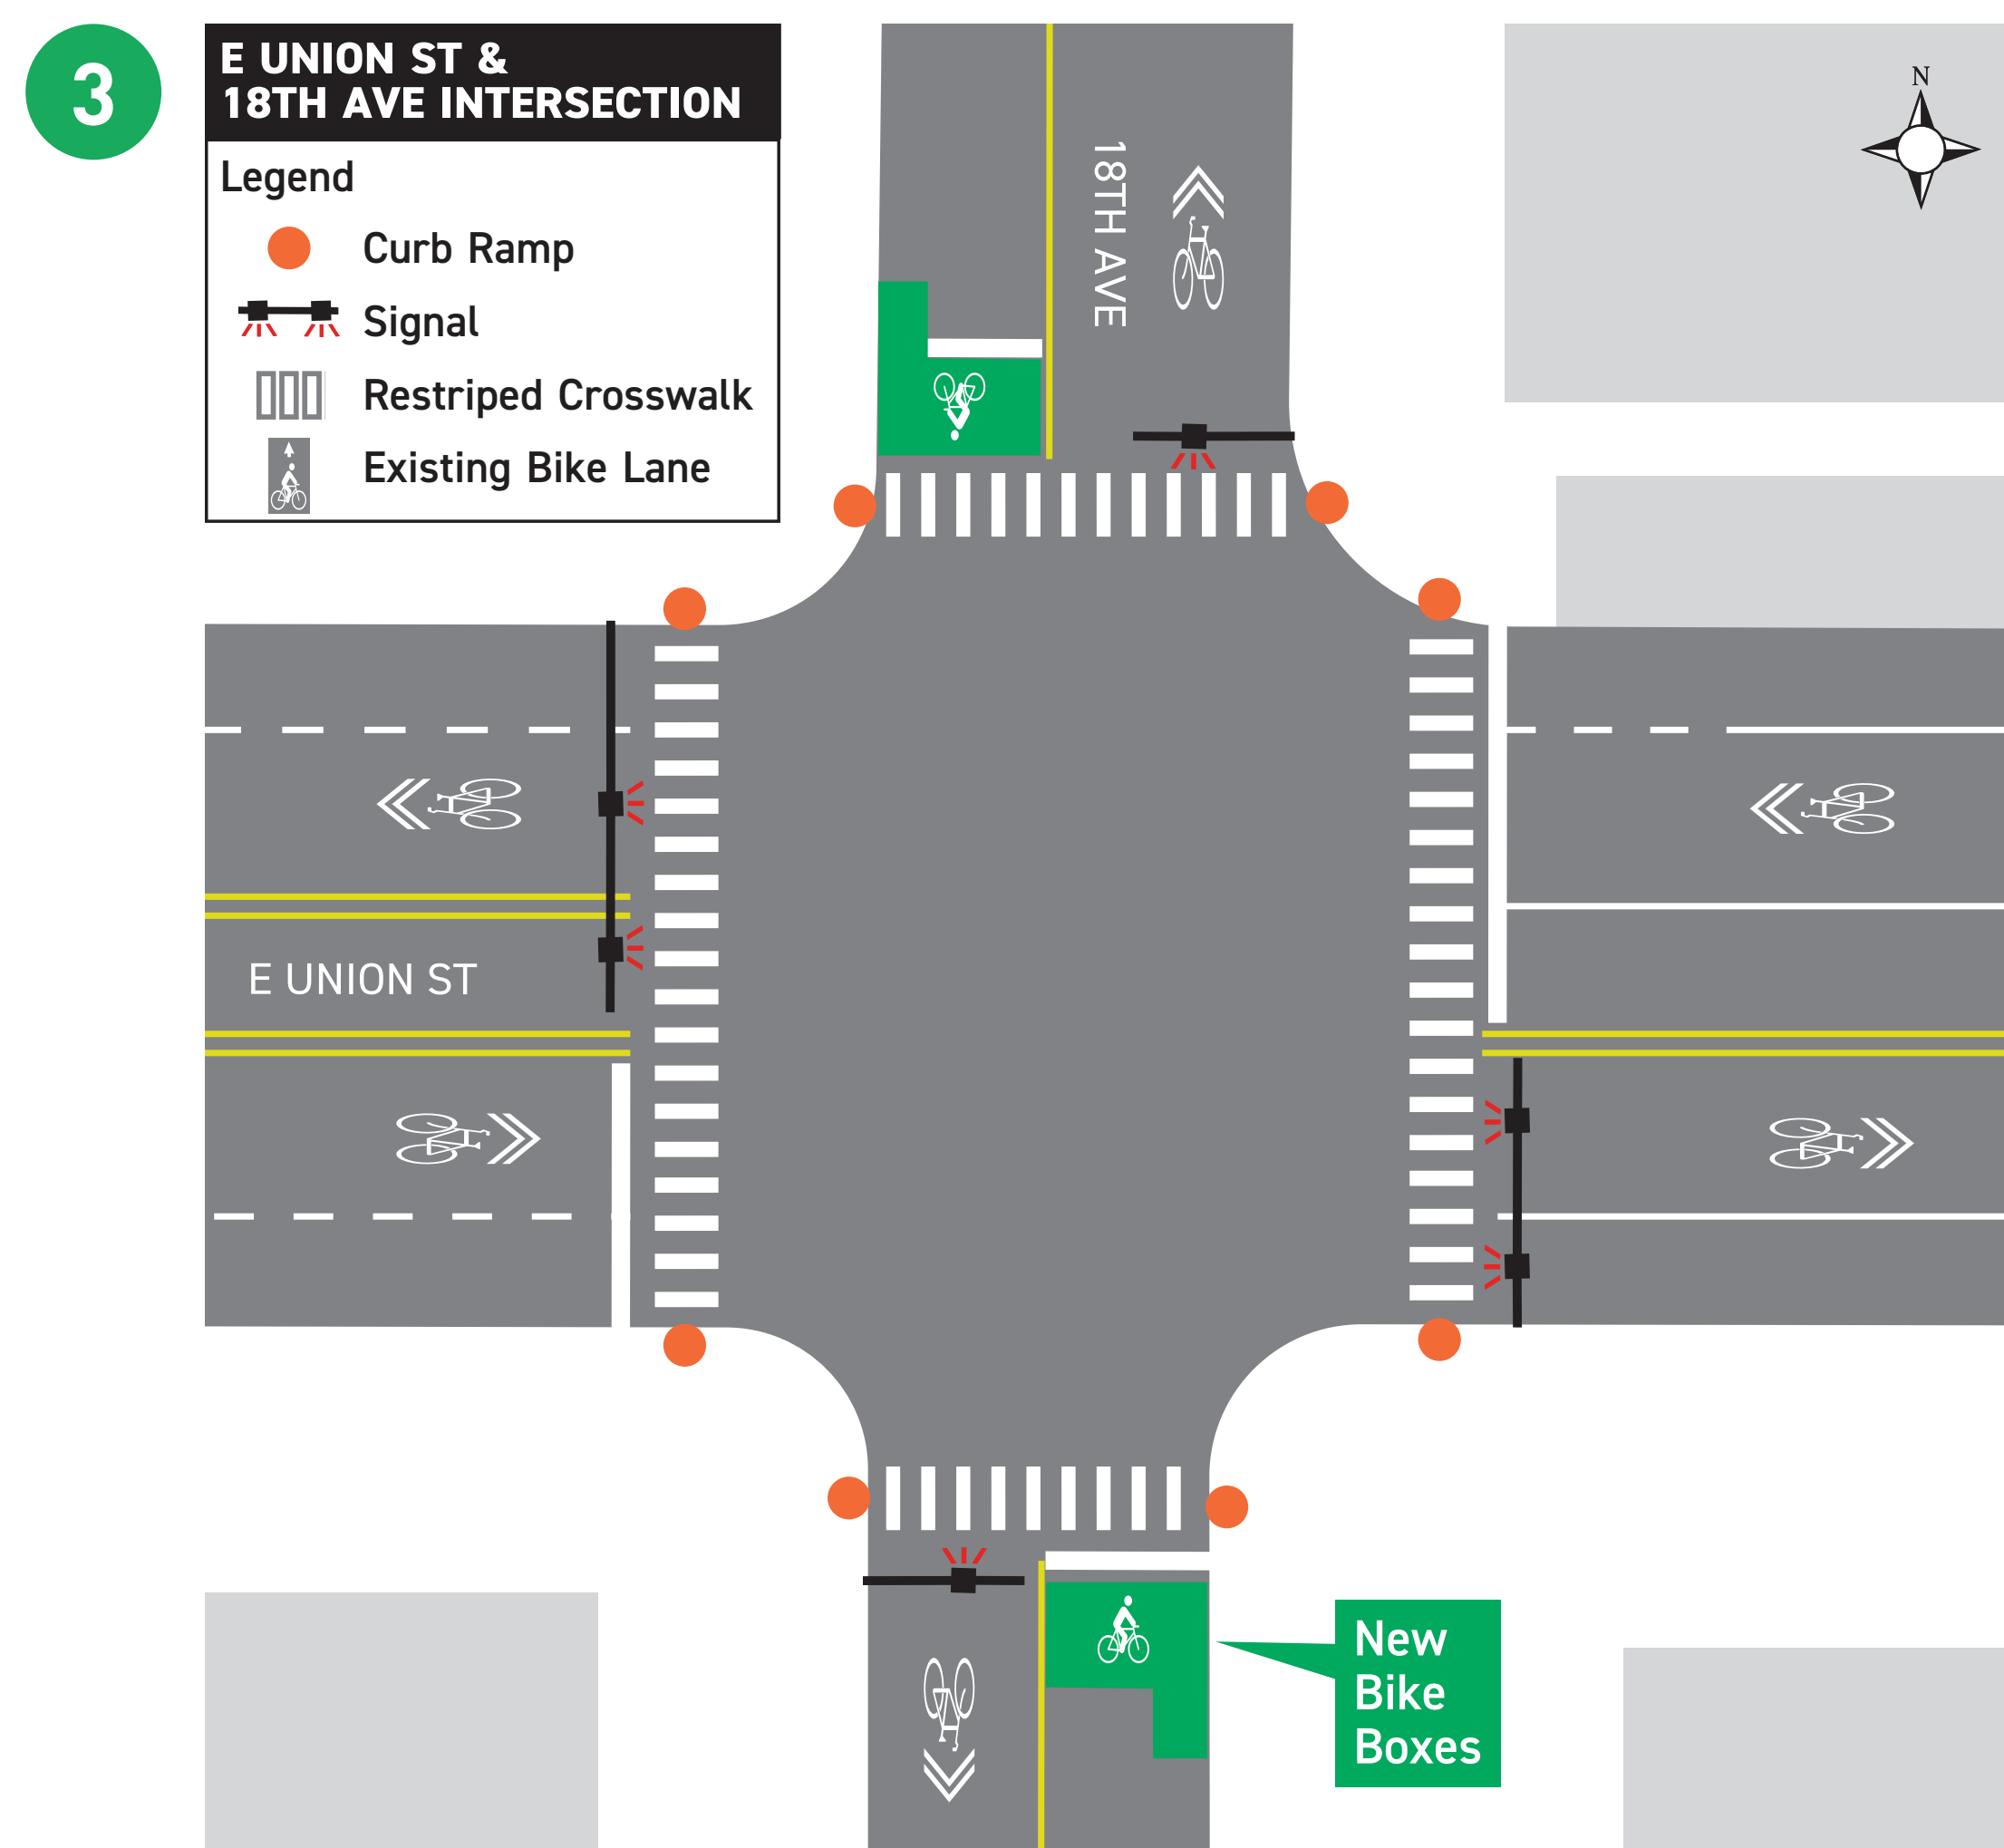 3
E UNION ST &
18TH AVE INTERSECTION
Legend
Curb Ramp
Signal
Restriped Crosswalk
Existing Bike Lane
18TH AVE
N
E UNION ST
New
Bike
Boxes